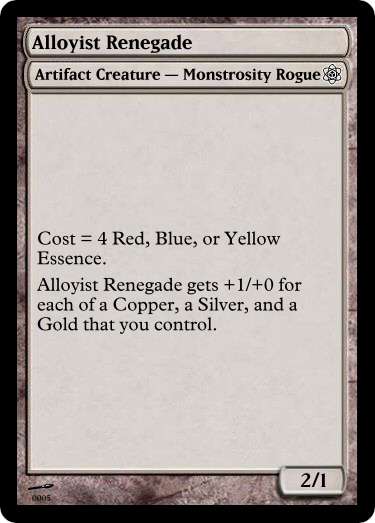 Alloyist Renegade
Artifact Creature — Monstrosity Rogue
Cost = 4 Red, Blue, or Yellow
Essence.
Alloyist Renegade gets +1/+0 for
each of a Copper, a Silver, and a
Gold that you control.
2/1
0005